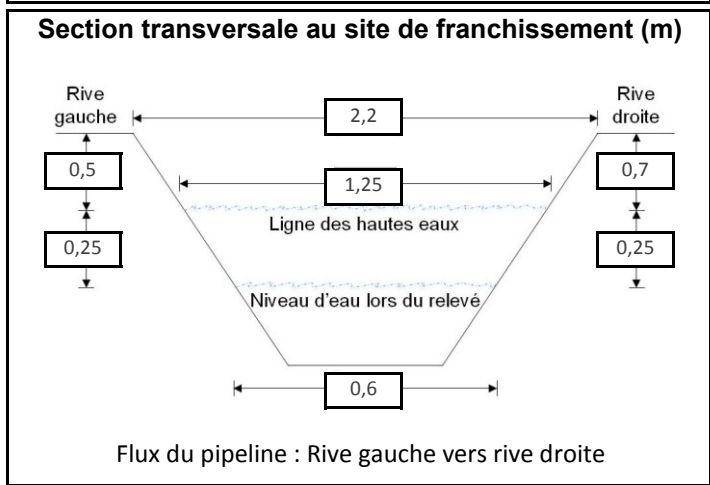 Section transversale au site de franchissement (m)
Rive
gauche
2,2
Rive
droite
0,5
1,25
0,7
Ligne des hautes eaux
0,25
0,25
Niveau d'eau lors du relevé
0,6
Flux du pipeline : Rive gauche vers rive droite